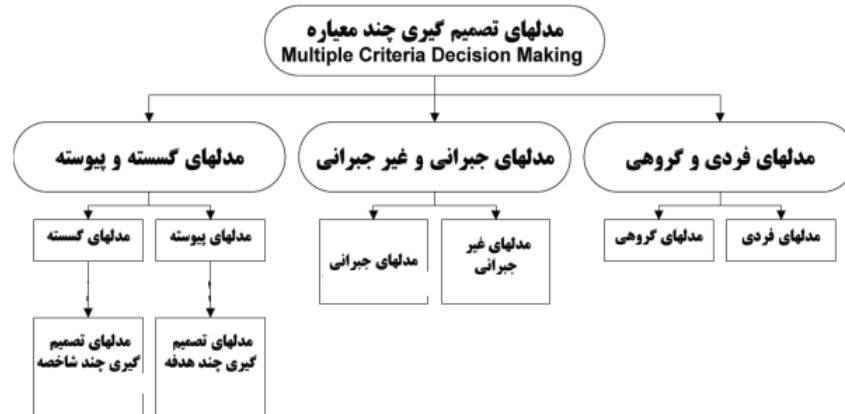 مدلهای تصمیم گیری چند معیاره
Multiple Criteria Decision Making
مدلهای فردی و گروهی
مدلهای جبرانی و غیر جبرانی
مدلهای گسسته و پیوسته
مدلهای فردی
مدلهای گروهی
مدلهای غیر
جبرانی
مدلهای جبرانی
مدلهای پیوسته
مدلهای گسسته
مدلهای تصمیم
گیری چند هدفه
مدلهای تصمیم
گیری چند شاخصه